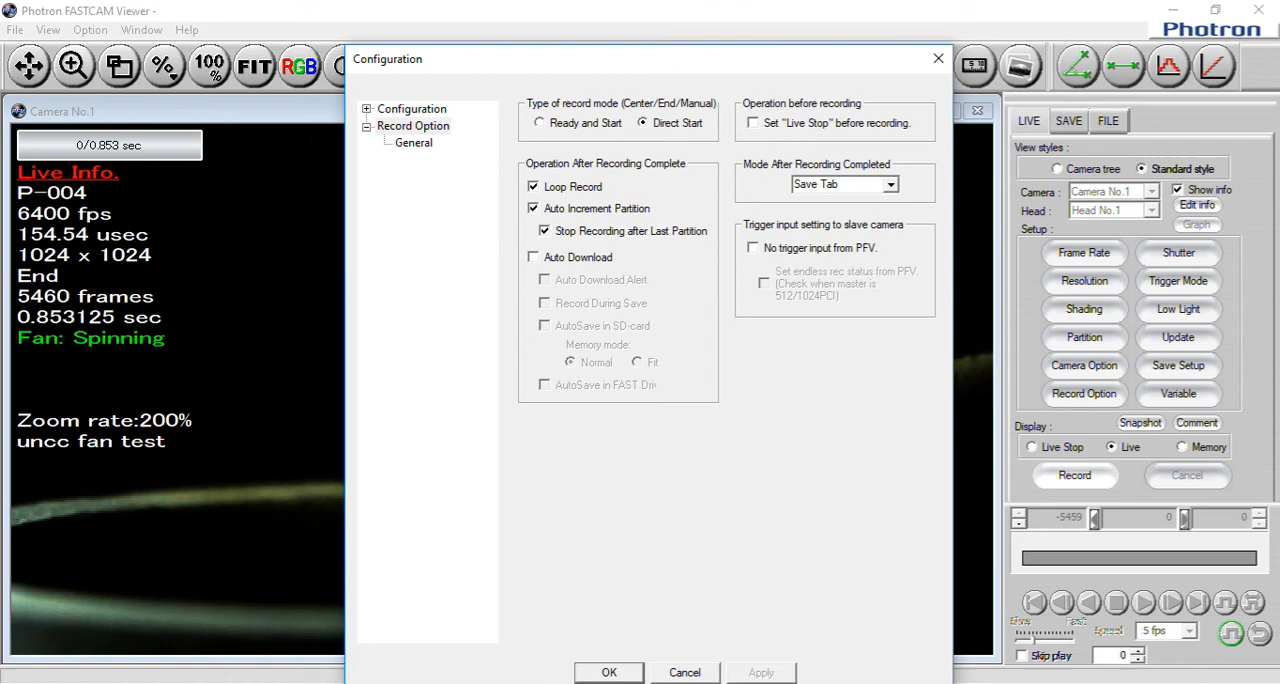 Photron FASTCAM Viewer -
File View Option Window Help
Photron
% 100% FIT RGB
Camera No.1
0/0.853 sec
Live Info.
P-004
6400 fps
154.54 usec
1024 x 1024
End
5460 frames
0.853125 sec
Fan: Spinning
Zoom rate:200%
uncc fan test
Configuration
Configuration
Record Option
General
Type of record mode (Center/End/Manual)
Ready and Start Direct Start
Operation After Recording Complete
Loop Record
Auto Increment Partition
Stop Recording after Last Partition
Auto Download
Auto Download Alert
Record During Save
AutoSave in SD-card
Memory mode:
Normal Fit
AutoSave in FAST Driv
Operation before recording
Set "Live Stop" before recording.
Mode After Recording Completed
Save Tab
Trigger input setting to slave camera
No trigger input from PFV.
Set endless rec status from PFV.
(Check when master is
512/1024PCI)
OK Cancel Apply
LIVE SAVE FILE
View styles :
Camera tree Standard style
Camera : Camera No.1 Show info
Head : Head No.1 Edit info
Setup : Graph
Frame Rate Shutter
Resolution Trigger Mode
Shading Low Light
Partition Update
Camera Option Save Setup
Record Option Variable
Display : Snapshot Comment
Live Stop Live Memory
Record Cancel
-5459 0 0
Slow Fast Speed 5 fps
Skip play 0